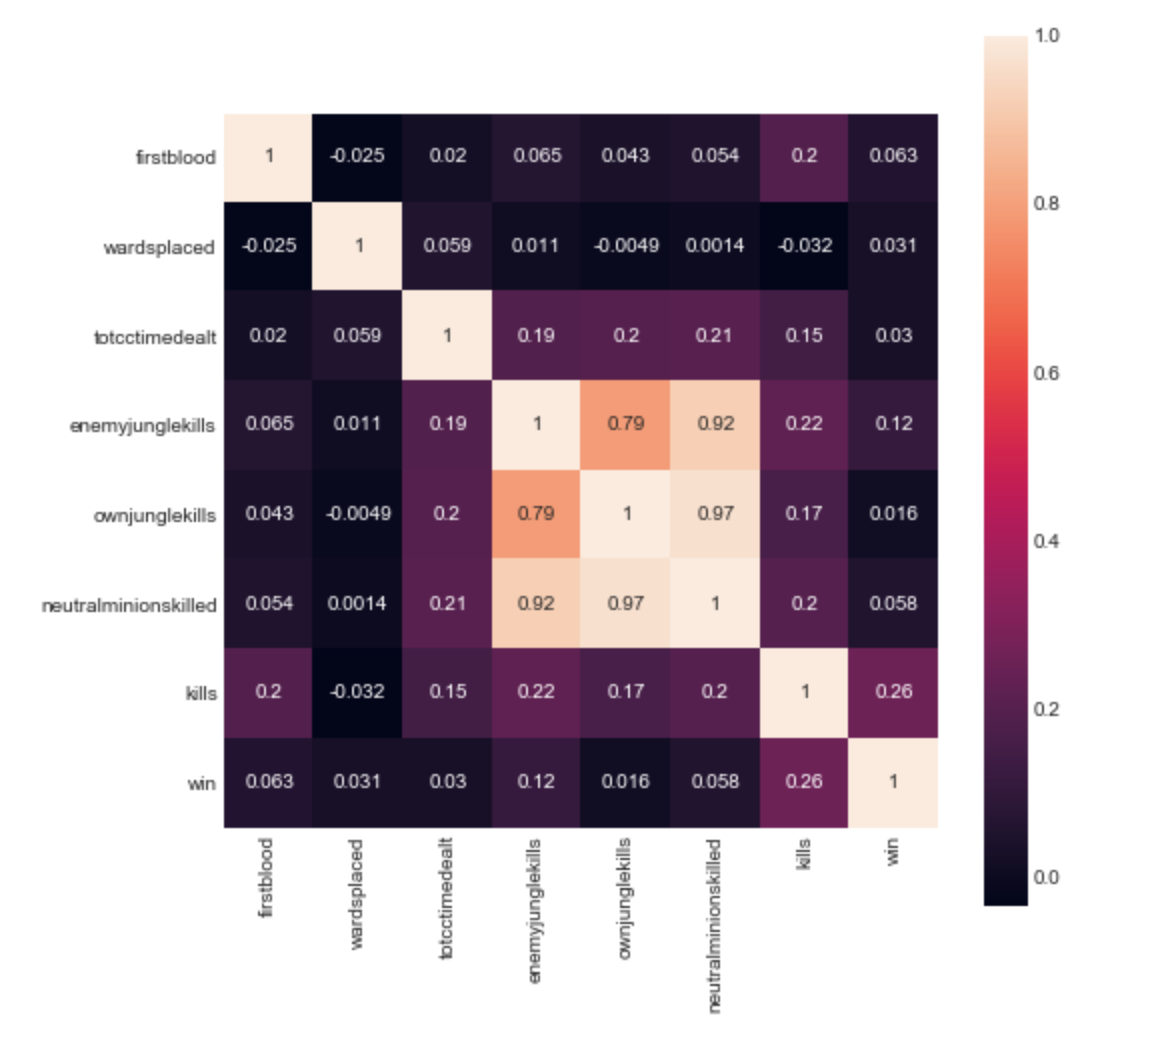 1.0
firstblood 1 -0.025 0.02 0.065 0.043 0.054 0.2 0.063
0.8
wardsplaced -0.025 1 0.059 0.011 -0.0049 0.0014 -0.032 0.031
totcctimedealt 0.02 0.059 1 0.19 0.2 0.21 0.15 0.03
0.6
enemyjunglekills 0.065 0.011 0.19 1 0.79 0.92 0.22 0.12
ownjunglekills 0.043 -0.0049 0.2 0.79 1 0.97 0.17 0.016
0.4
neutralminionskilled 0.054 0.0014 0.21 0.92 0.97 1 0.2 0.058
kills 0.2 -0.032 0.15 0.22 0.17 0.2 1 0.26
0.2
win 0.063 0.031 0.03 0.12 0.016 0.058 0.26 1
0.0
firstblood
wardsplaced
totcctimedealt
enemyjunglekills
ownjunglekills
neutralminionskilled
kills
win